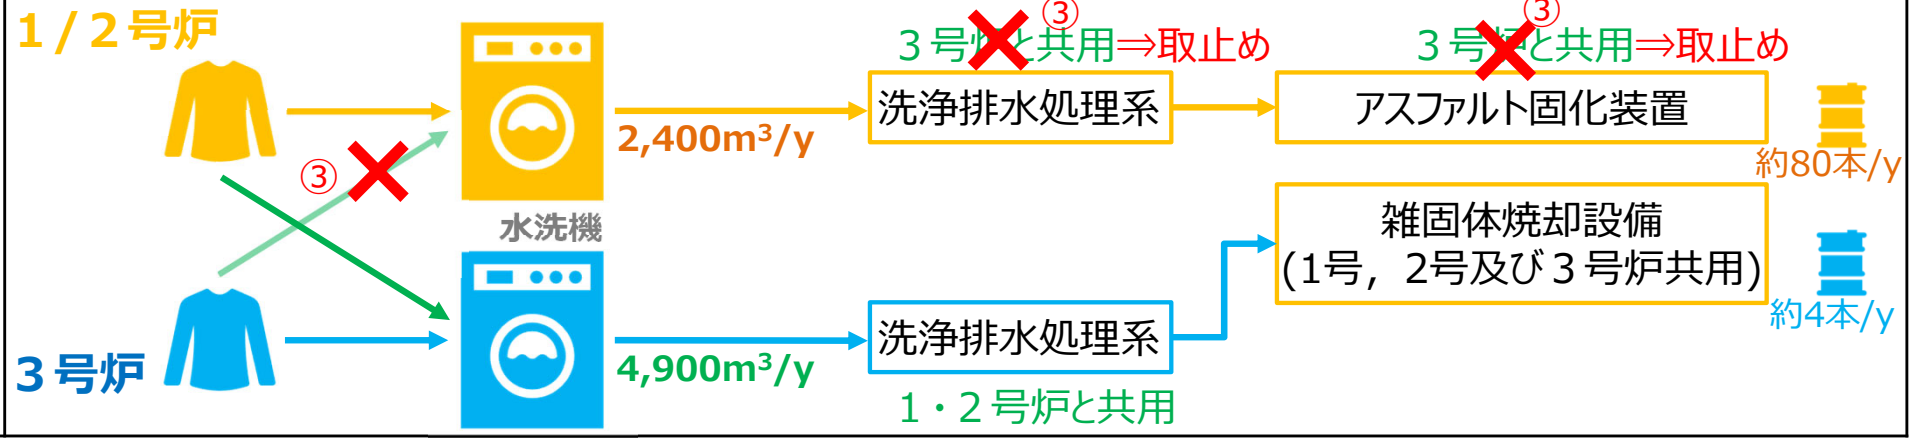 1/2号炉
③
③
3号炉と共用⇒取止め
3号炉と共用⇒取止め
洗浄排水処理系
アスファルト固化装置
2,400m³/y
約80本/y
③
水洗機
雑固体焼却設備
(1号，2号及び3号炉共用)
3号炉
洗浄排水処理系
4,900m³/y
約4本/y
1・2号炉と共用